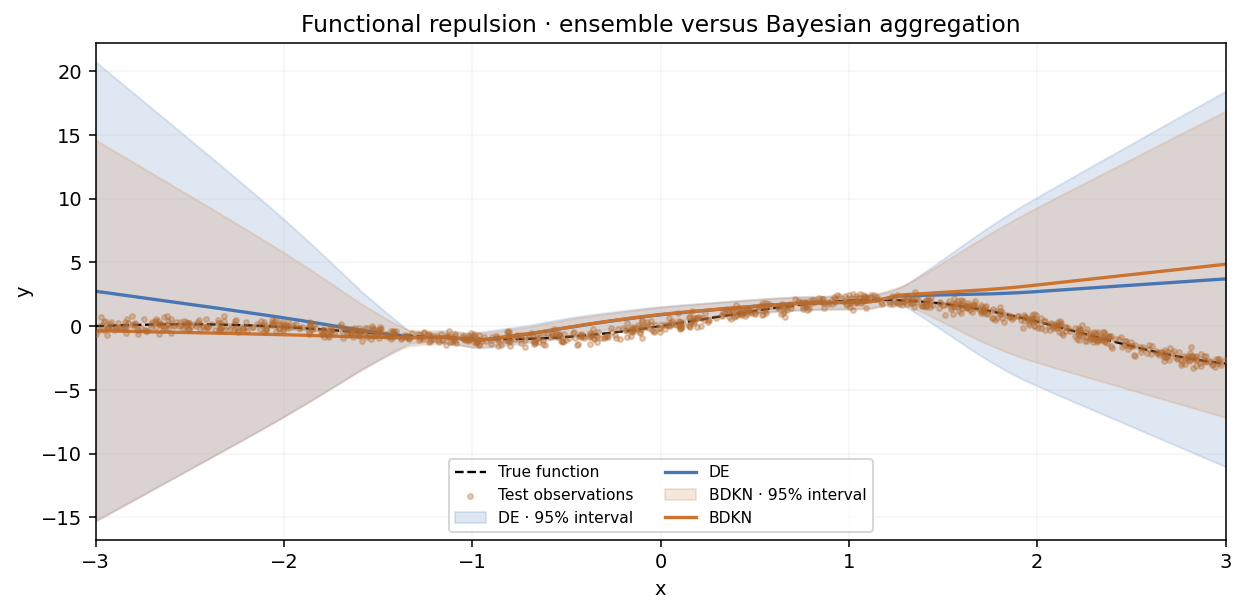 Functional repulsion · ensemble versus Bayesian aggregation
y
20
15
10
5
0
−5
−10
−15
True function
Test observations
DE · 95% interval
DE
BDKN · 95% interval
BDKN
−3
−2
−1
0
1
2
3
x